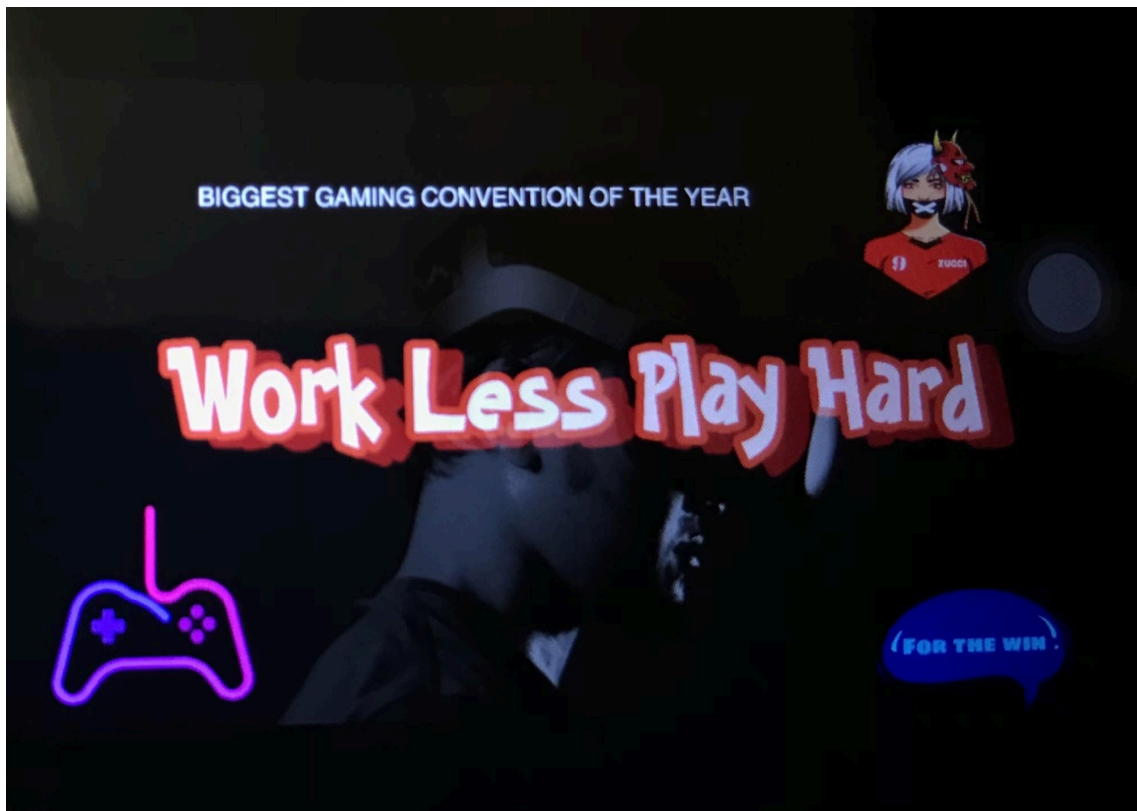 BIGGEST GAMING CONVENTION OF THE YEAR
9 ZUCCI
Work Less Play Hard
FOR THE WIN